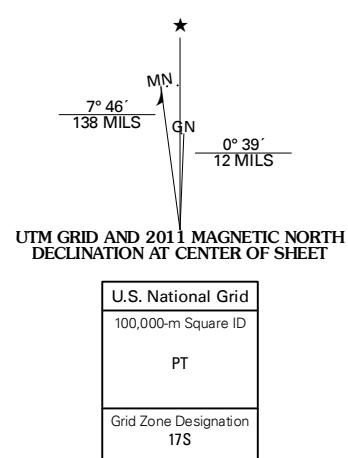 ★
MN
7° 46´
138 MILS
GN
0° 39´
12 MILS
UTM GRID AND 2011 MAGNETIC NORTH
DECLINATION AT CENTER OF SHEET
U.S. National Grid
100,000-m Square ID
PT
Grid Zone Designation
17S